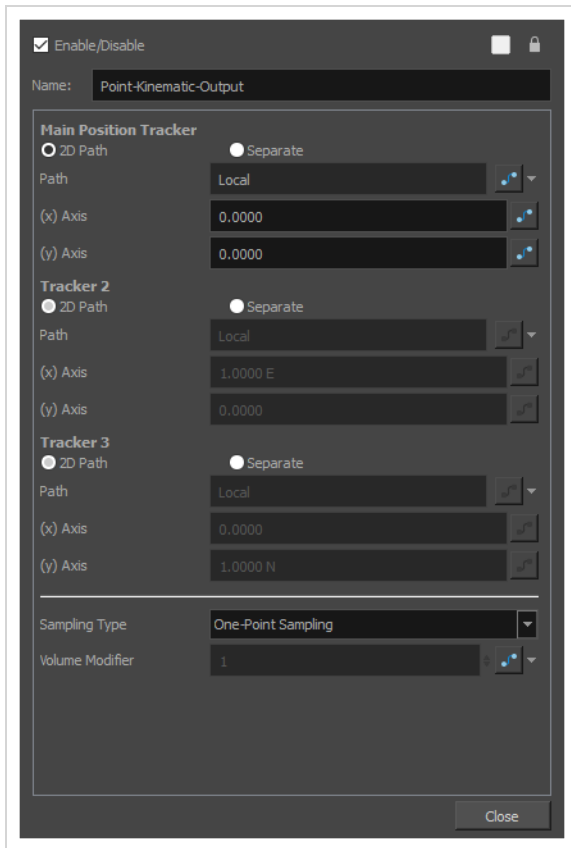 Enable/Disable
Name: Point-Kinematic-Output
Main Position Tracker
2D Path Separate
Path Local
(x) Axis 0.0000
(y) Axis 0.0000
Tracker 2
2D Path Separate
Path Local
(x) Axis 1.0000 E
(y) Axis 0.0000
Tracker 3
2D Path Separate
Path Local
(x) Axis 0.0000
(y) Axis 1.0000 N
Sampling Type One-Point Sampling
Volume Modifier 1
Close